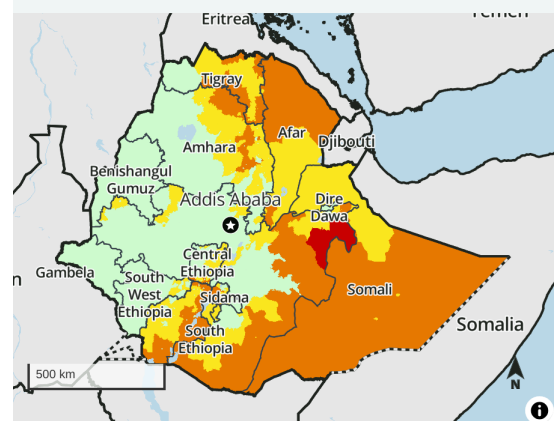 Yemen
Eritrea
Tigray
Afar
Djibouti
Amhara
Benishangul
Gumuz
Addis Ababa
Dire
Dawa
Central
Ethiopia
Gambela
South
West
Ethiopia
Sidama
Somali
South
Ethiopia
Somalia
n
500 km
N
i